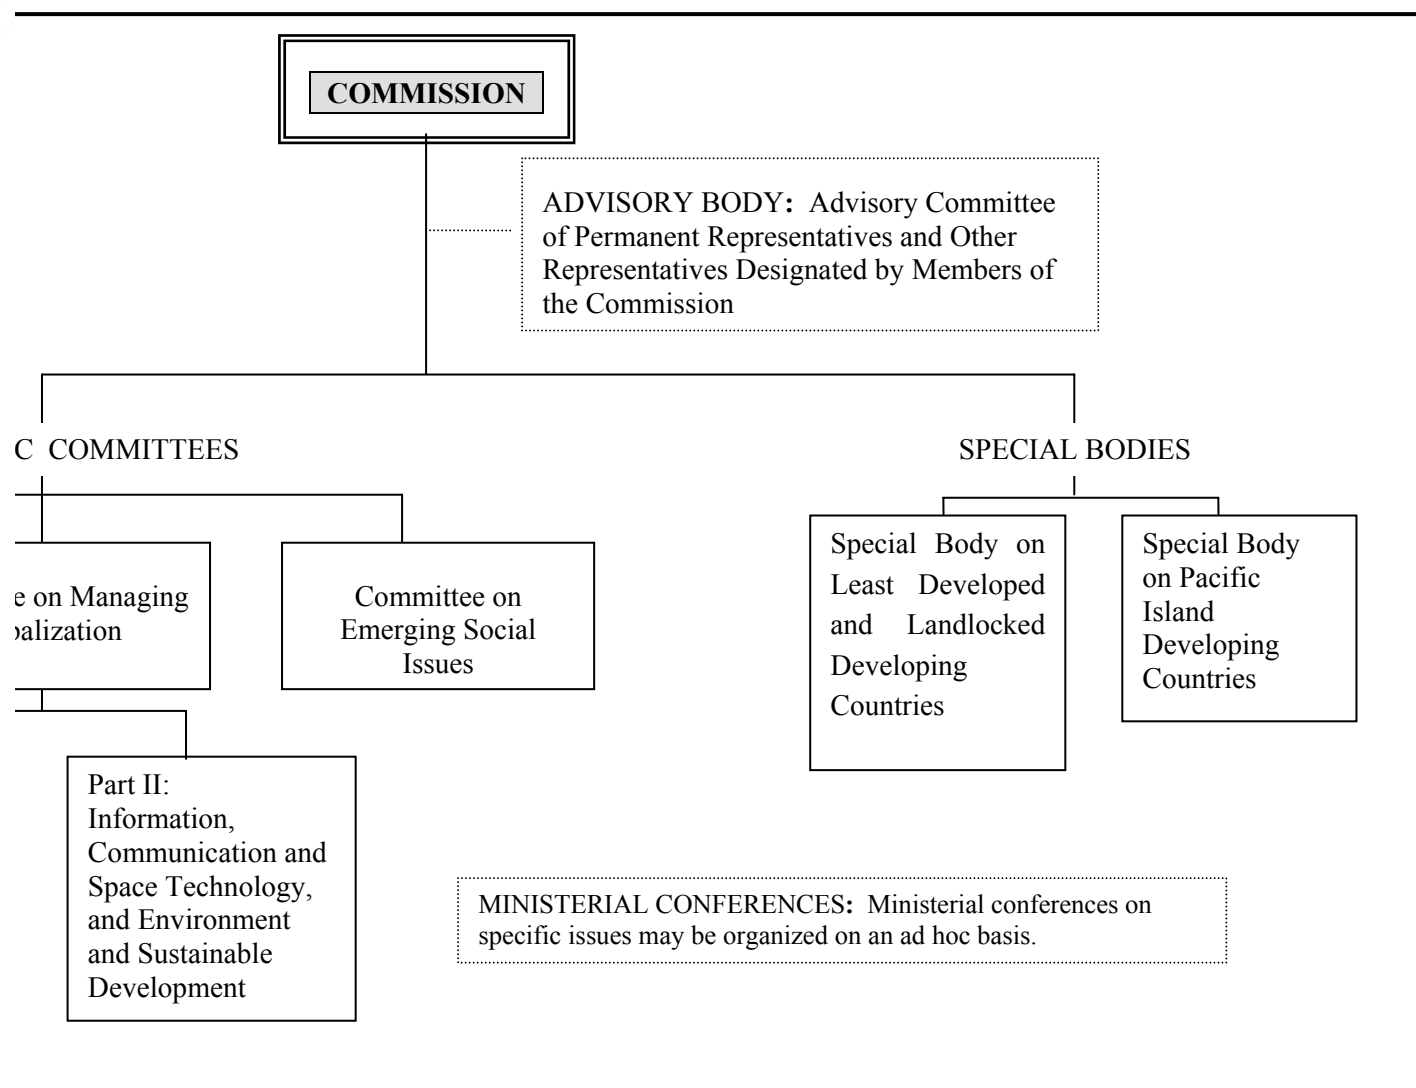 COMMISSION
ADVISORY BODY: Advisory Committee
of Permanent Representatives and Other
Representatives Designated by Members of
the Commission
C COMMITTEES
SPECIAL BODIES
e on Managing
balization
Committee on
Emerging Social
Issues
Special Body on
Least Developed
and Landlocked
Developing
Countries
Special Body
on Pacific
Island
Developing
Countries
Part II:
Information,
Communication and
Space Technology,
and Environment
and Sustainable
Development
MINISTERIAL CONFERENCES: Ministerial conferences on
specific issues may be organized on an ad hoc basis.